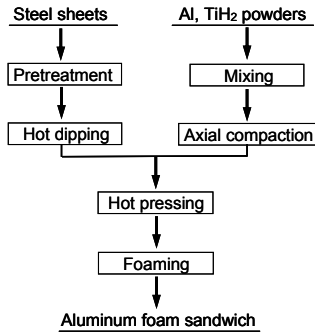 Steel sheets
Al, TiH₂ powders
Pretreatment
Mixing
Hot dipping
Axial compaction
Hot pressing
Foaming
Aluminum foam sandwich